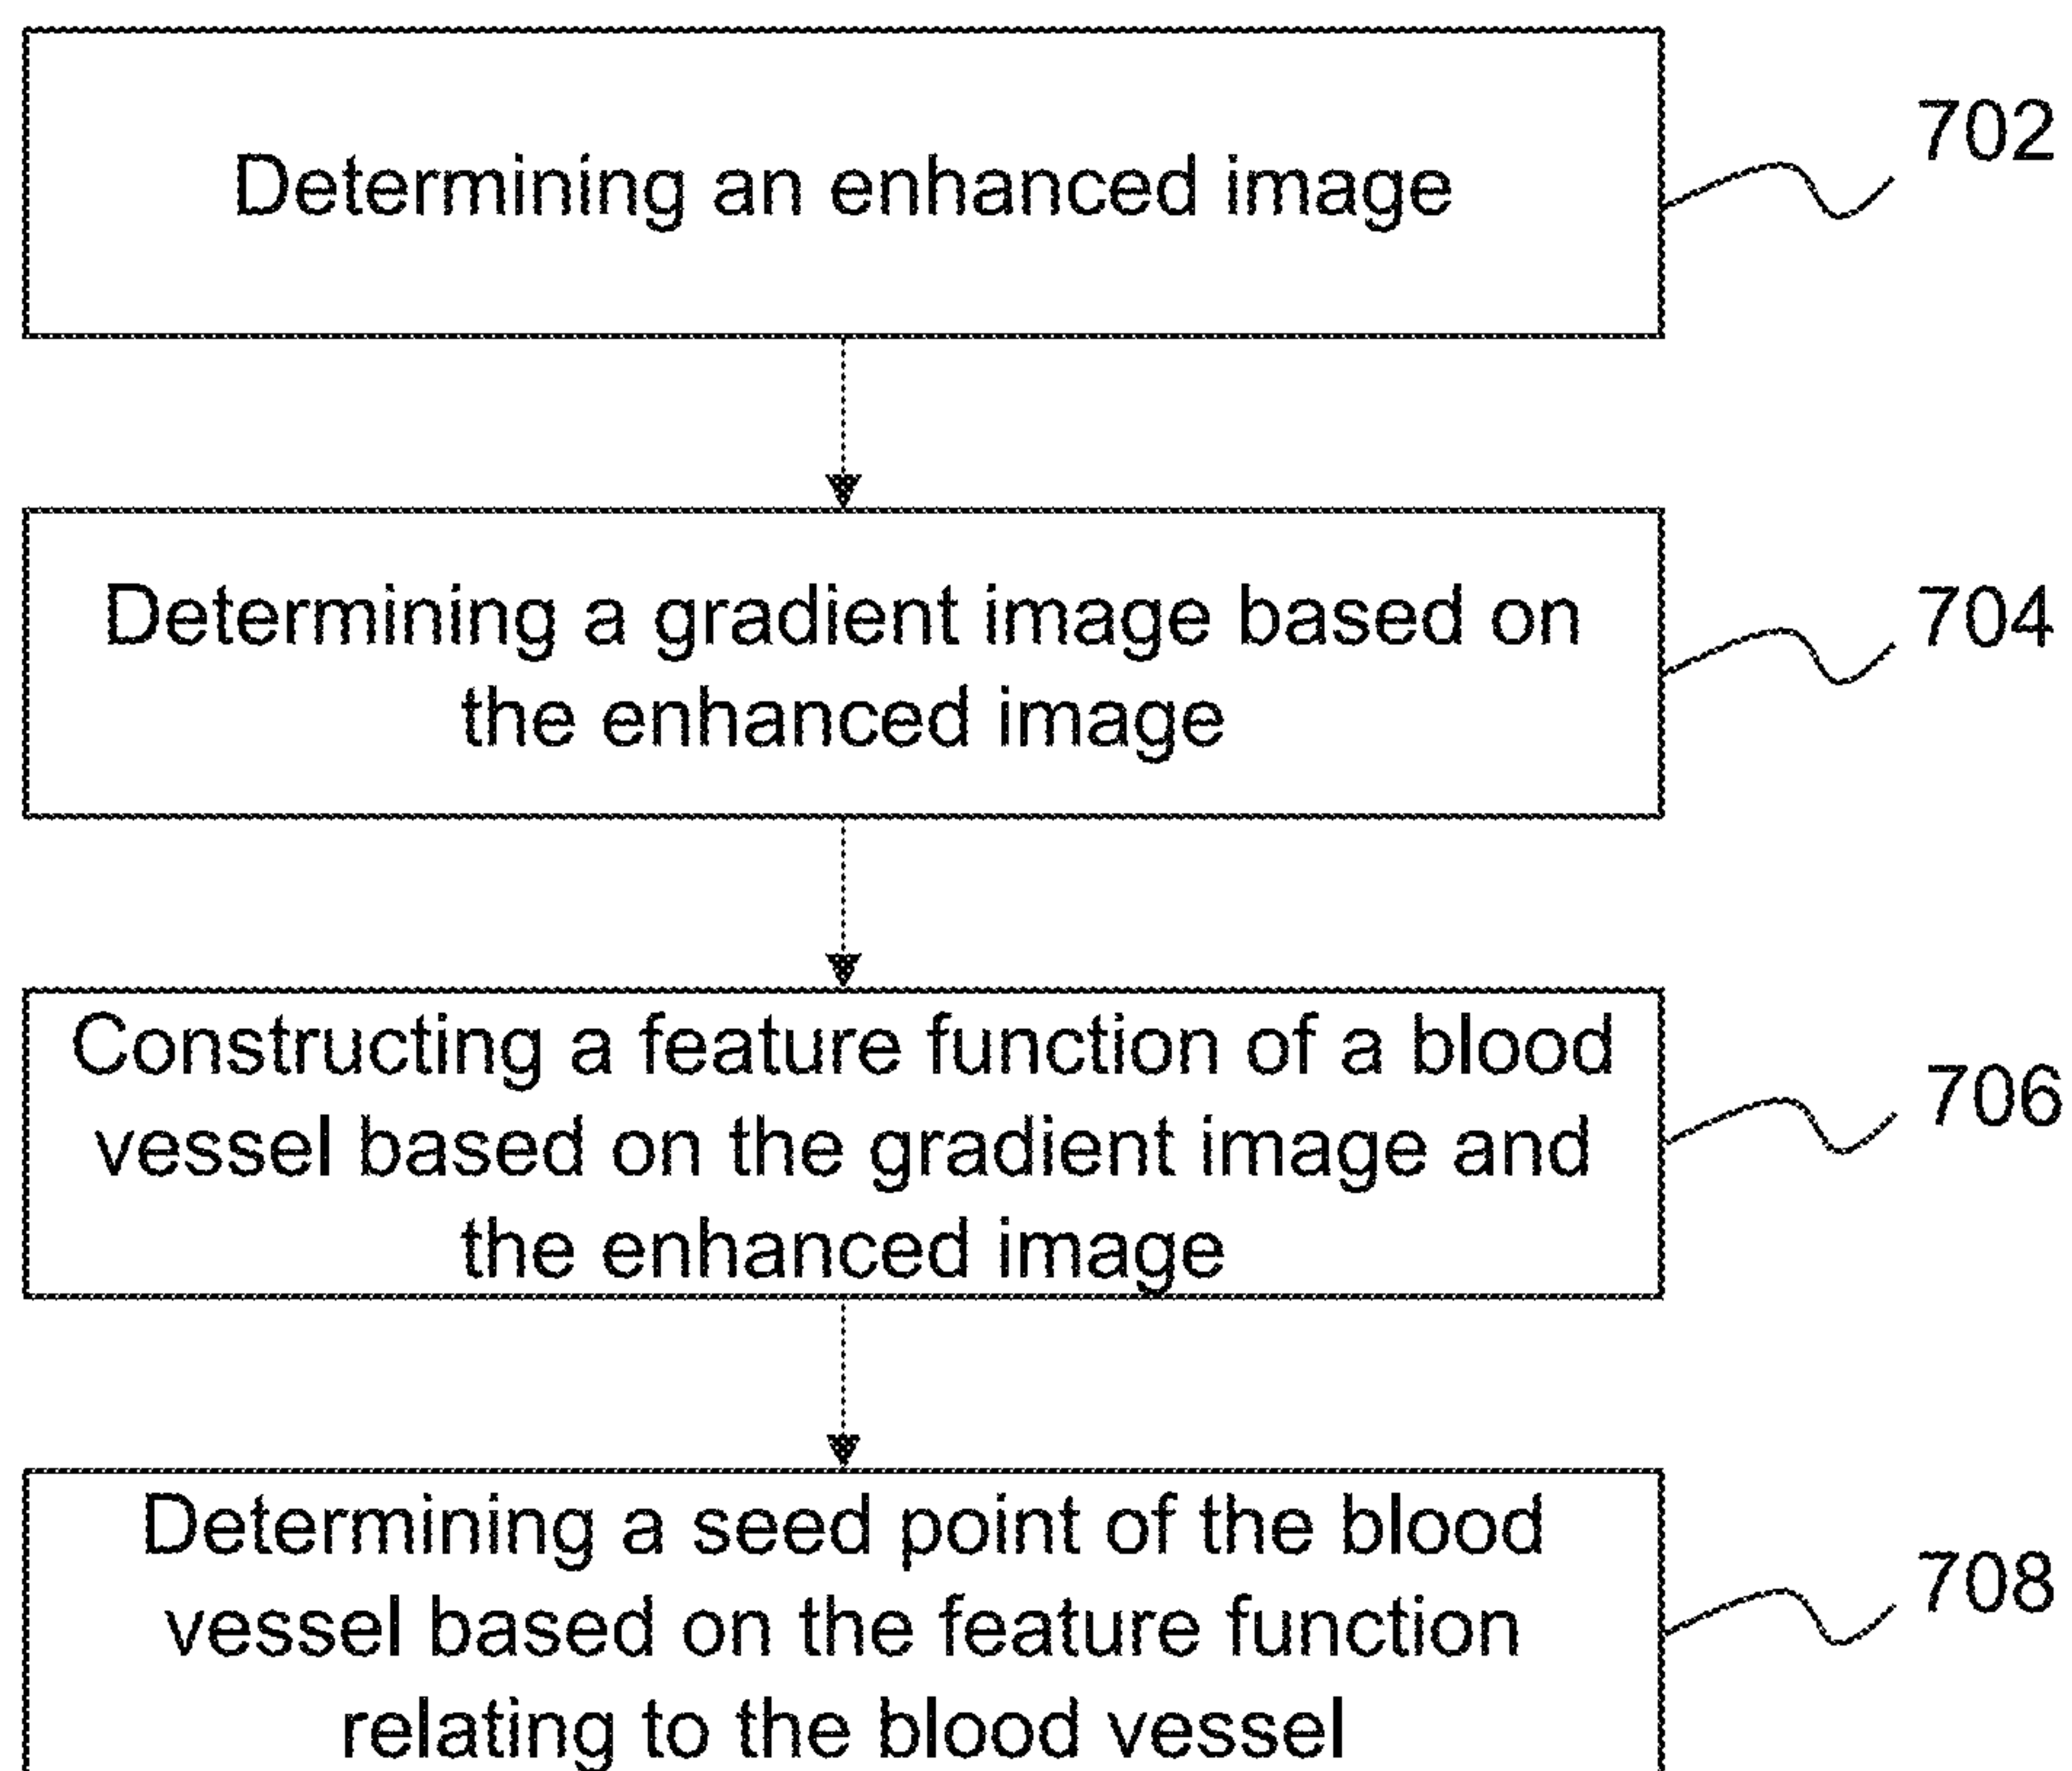 Determining an enhanced image
702
Determining a gradient image based on
the enhanced image
704
Constructing a feature function of a blood
vessel based on the gradient image and
the enhanced image
706
Determining a seed point of the blood
vessel based on the feature function
relating to the blood vessel
708